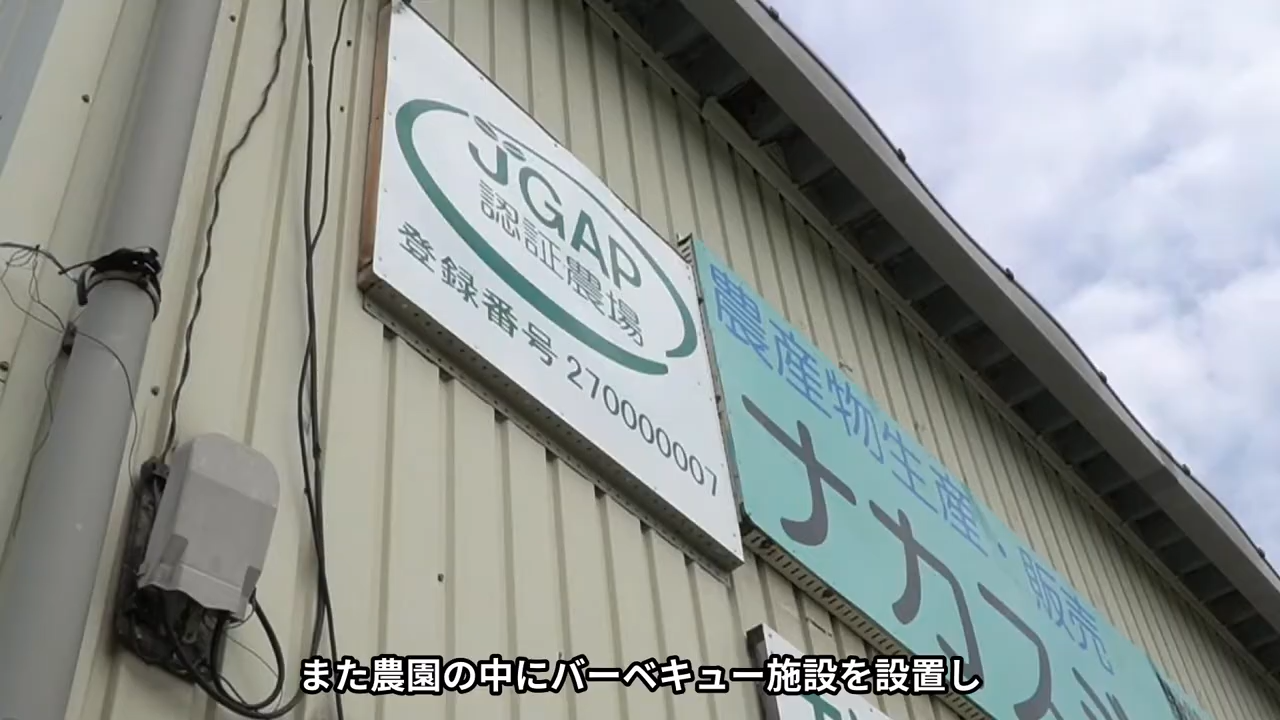 JGAP
認証農場
登録番号 270000007
農産物生産・販売
ナカスジ
また農園の中にバーベキュー施設を設置し